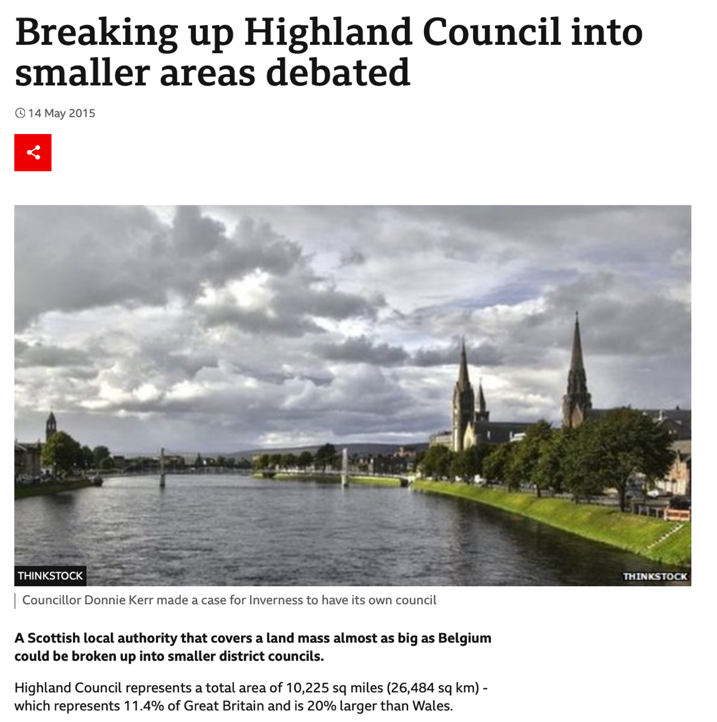 Breaking up Highland Council into
smaller areas debated
14 May 2015
THINKSTOCK
THINKSTOCK
Councillor Donnie Kerr made a case for Inverness to have its own council
A Scottish local authority that covers a land mass almost as big as Belgium
could be broken up into smaller district councils.
Highland Council represents a total area of 10,225 sq miles (26,484 sq km) -
which represents 11.4% of Great Britain and is 20% larger than Wales.